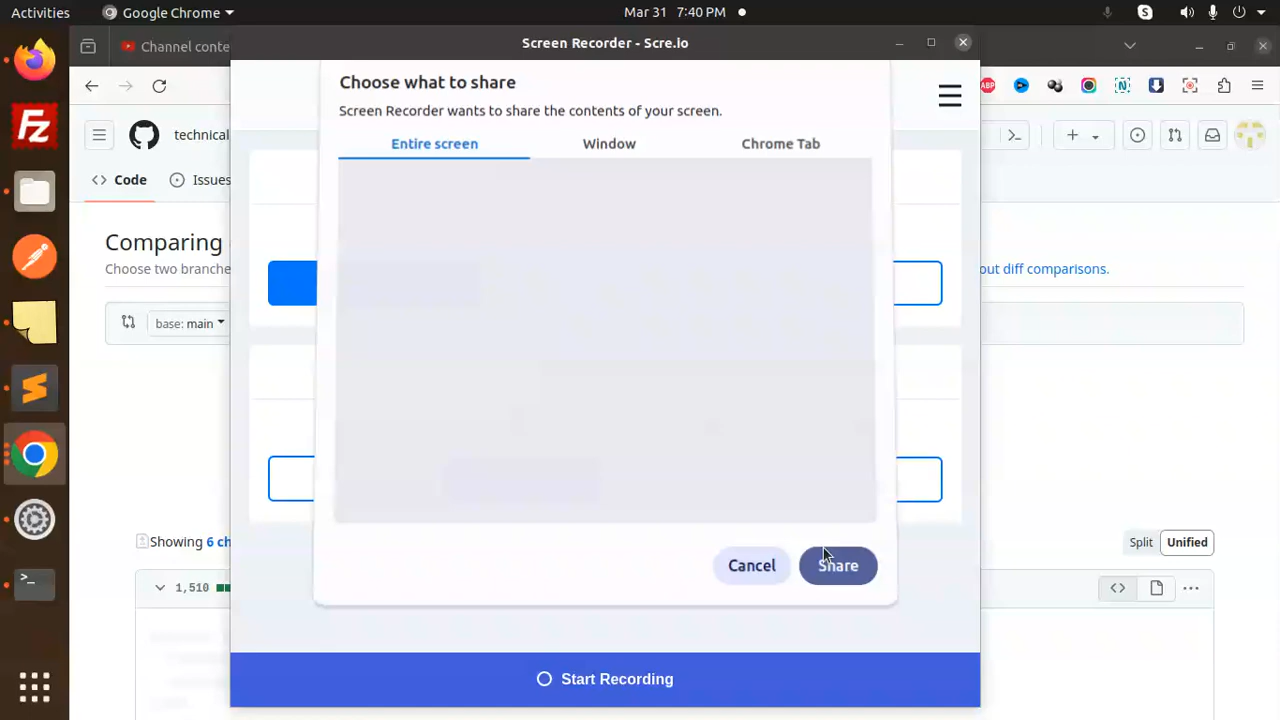 Activities
Google Chrome
Mar 31 7:40 PM
Channel conte
Screen Recorder - Scre.io
Choose what to share
Screen Recorder wants to share the contents of your screen.
Entire screen
Window
Chrome Tab
technical
ABP
N
S
Fz
<> Code
Issues
Comparing
Choose two branche
out diff comparisons.
base: main
Cancel
Share
Showing 6 ch
Split
Unified
1,510
Start Recording